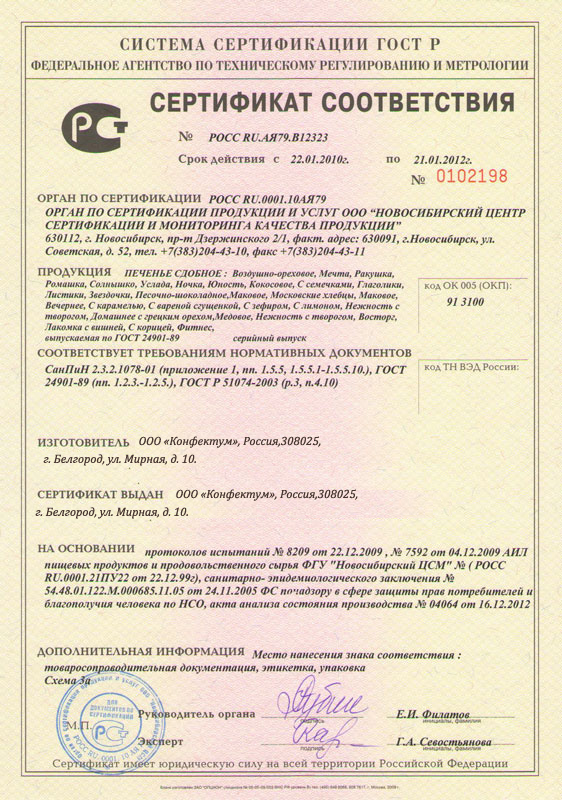 СИСТЕМА СЕРТИФИКАЦИИ ГОСТ Р
ФЕДЕРАЛЬНОЕ АГЕНТСТВО ПО ТЕХНИЧЕСКОМУ РЕГУЛИРОВАНИЮ И МЕТРОЛОГИИ
СЕРТИФИКАТ СООТВЕТСТВИЯ
№ РОСС RU.АЯ79.В12323
Срок действия с 22.01.2010г. по 21.01.2012г.
№ 0102198
ОРГАН ПО СЕРТИФИКАЦИИ РОСС RU.0001.10АЯ79
ОРГАН ПО СЕРТИФИКАЦИИ ПРОДУКЦИИ И УСЛУГ ООО "НОВОСИБИРСКИЙ ЦЕНТР
СЕРТИФИКАЦИИ И МОНИТОРИНГА КАЧЕСТВА ПРОДУКЦИИ"
630112, г. Новосибирск, пр-т Дзержинского 2/1, факт. адрес: 630091, г.Новосибирск, ул.
Советская, д. 52, тел. +7(383)204-43-10, факс +7(383)204-43-11
ПРОДУКЦИЯ ПЕЧЕНЬЕ СДОБНОЕ : Воздушно-ореховое, Мечта, Ракушка,
Ромашка, Солнышко, Услада, Ночка, Юность, Кокосовое, С семечками, Глаголики,
Листики, Звездочки, Песочно-шоколадное,Маковое, Московские хлебцы, Маковое,
Вечернее, С карамелью, С вареной сгущенкой, С зефиром, С лимоном, Нежность с
творогом, Домашнее с грецким орехом,Медовое, Нежность с творогом, Восторг,
Лакомка с вишней, С корицей, Фитнес,
выпускаемая по ГОСТ 24901-89 серийный выпуск
код ОК 005 (ОКП):
91 3100
СООТВЕТСТВУЕТ ТРЕБОВАНИЯМ НОРМАТИВНЫХ ДОКУМЕНТОВ
СанПиН 2.3.2.1078-01 (приложение 1, пп. 1.5.5, 1.5.5.1-1.5.5.10.), ГОСТ
24901-89 (пп. 1.2.3.-1.2.5.), ГОСТ Р 51074-2003 (р.3, п.4.10)
код ТН ВЭД России:
ИЗГОТОВИТЕЛЬ ООО «Конфектум», Россия,308025,
г. Белгород, ул. Мирная, д. 10.
СЕРТИФИКАТ ВЫДАН ООО «Конфектум», Россия,308025,
г. Белгород, ул. Мирная, д. 10.
НА ОСНОВАНИИ протоколов испытаний № 8209 от 22.12.2009 , № 7592 от 04.12.2009 АИЛ
пищевых продуктов и продовольственного сырья ФГУ "Новосибирский ЦСМ" № ( РОСС
RU.0001.21ПУ22 от 22.12.99г), санитарно- эпидемиологического заключения №
54.48.01.122.М.000685.11.05 от 24.11.2005 ФС по надзору в сфере защиты прав потребителей и
благополучия человека по НСО, акта анализа состояния производства № 04064 от 16.12.2012
ДОПОЛНИТЕЛЬНАЯ ИНФОРМАЦИЯ Место нанесения знака соответствия :
товаросопроводительная документация, этикетка, упаковка
Схема 3а
М.П.
ДЛЯ
ДОКУМЕНТОВ ПО
СЕРТИФИКАЦИИ
Руководитель органа
подпись
Е.И. Филатов
инициалы, фамилия
Эксперт
подпись
Г.А. Севостьянова
инициалы, фамилия
Сертификат имеет юридическую силу на всей территории Российской Федерации